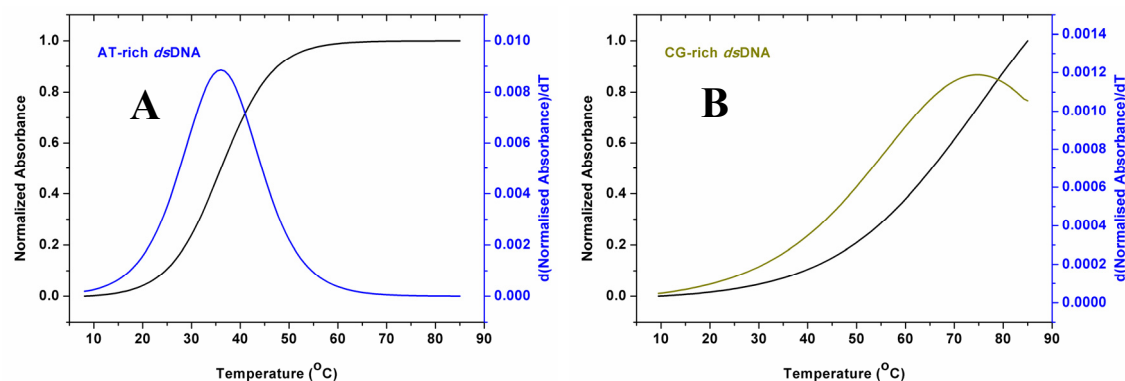 AT-rich dsDNA
A
Normalized Absorbance
1.0
0.8
0.6
0.4
0.2
0.0
10 20 30 40 50 60 70 80 90
Temperature (°C)
0.010
0.008
0.006
0.004
0.002
0.000
d(Normalised Absorbance)/dT
CG-rich dsDNA
B
Normalized Absorbance
1.0
0.8
0.6
0.4
0.2
0.0
10 20 30 40 50 60 70 80 90
Temperature (°C)
0.0014
0.0012
0.0010
0.0008
0.0006
0.0004
0.0002
0.0000
d(Normalised Absorbance)/dT